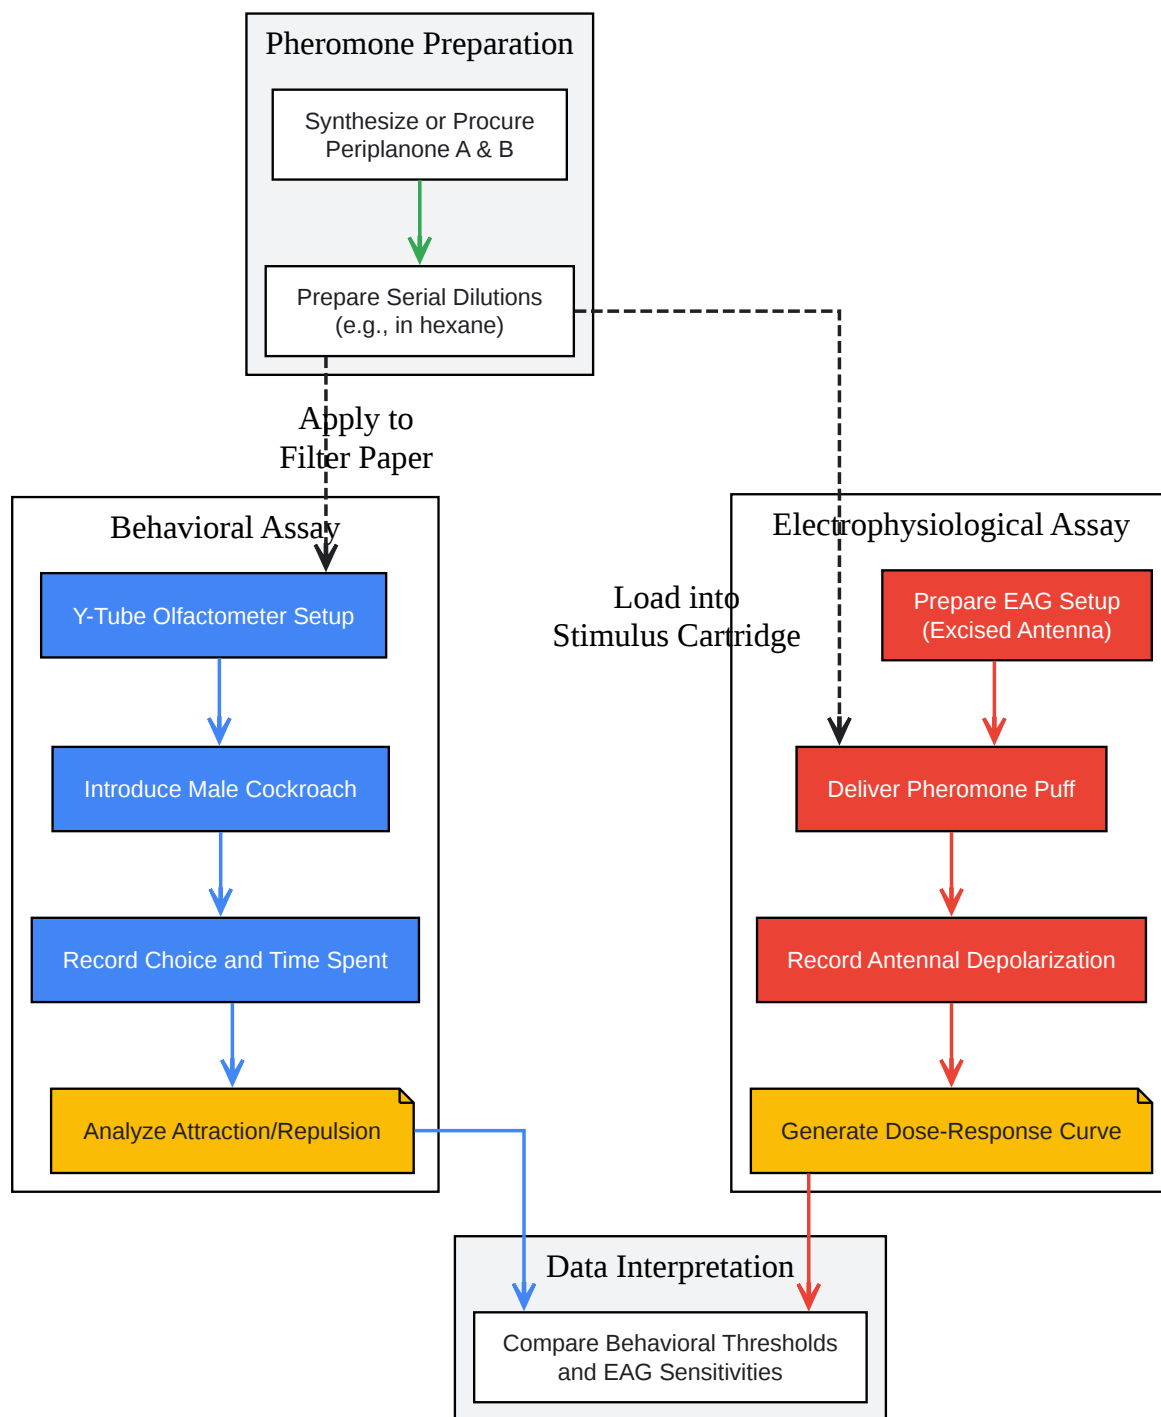 Pheromone Preparation
Synthesize or Procure
Periplanone A & B
Prepare Serial Dilutions
(e.g., in hexane)
Apply to
Filter Paper
Behavioral Assay
Y-Tube Olfactometer Setup
Introduce Male Cockroach
Record Choice and Time Spent
Analyze Attraction/Repulsion
Load into
Stimulus Cartridge
Electrophysiological Assay
Prepare EAG Setup
(Excised Antenna)
Deliver Pheromone Puff
Record Antennal Depolarization
Generate Dose-Response Curve
Data Interpretation
Compare Behavioral Thresholds
and EAG Sensitivities